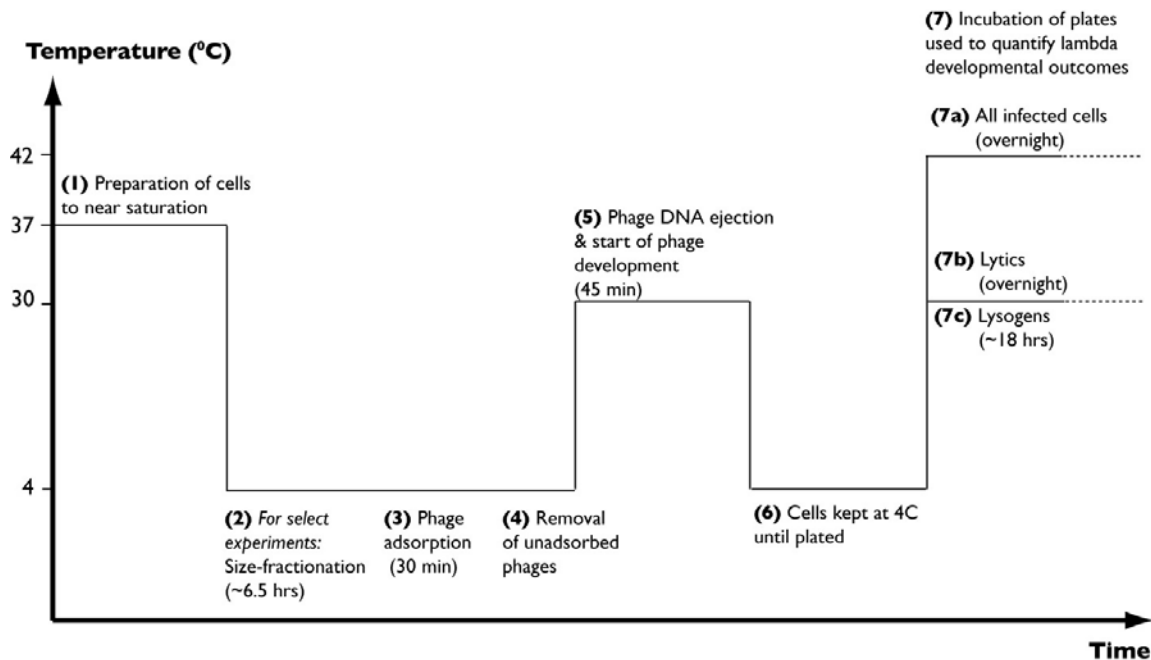 (7) Incubation of plates
used to quantify lambda
developmental outcomes
Temperature (⁰C)
(7a) All infected cells
(overnight)
42
(1) Preparation of cells
to near saturation
37
(5) Phage DNA ejection
& start of phage
development
(45 min)
(7b) Lytics
(overnight)
30
(7c) Lysogens
(~18 hrs)
4
(2) For select
experiments:
Size-fractionation
(~6.5 hrs)
(3) Phage
adsorption
(30 min)
(4) Removal
of unadsorbed
phages
(6) Cells kept at 4C
until plated
Time